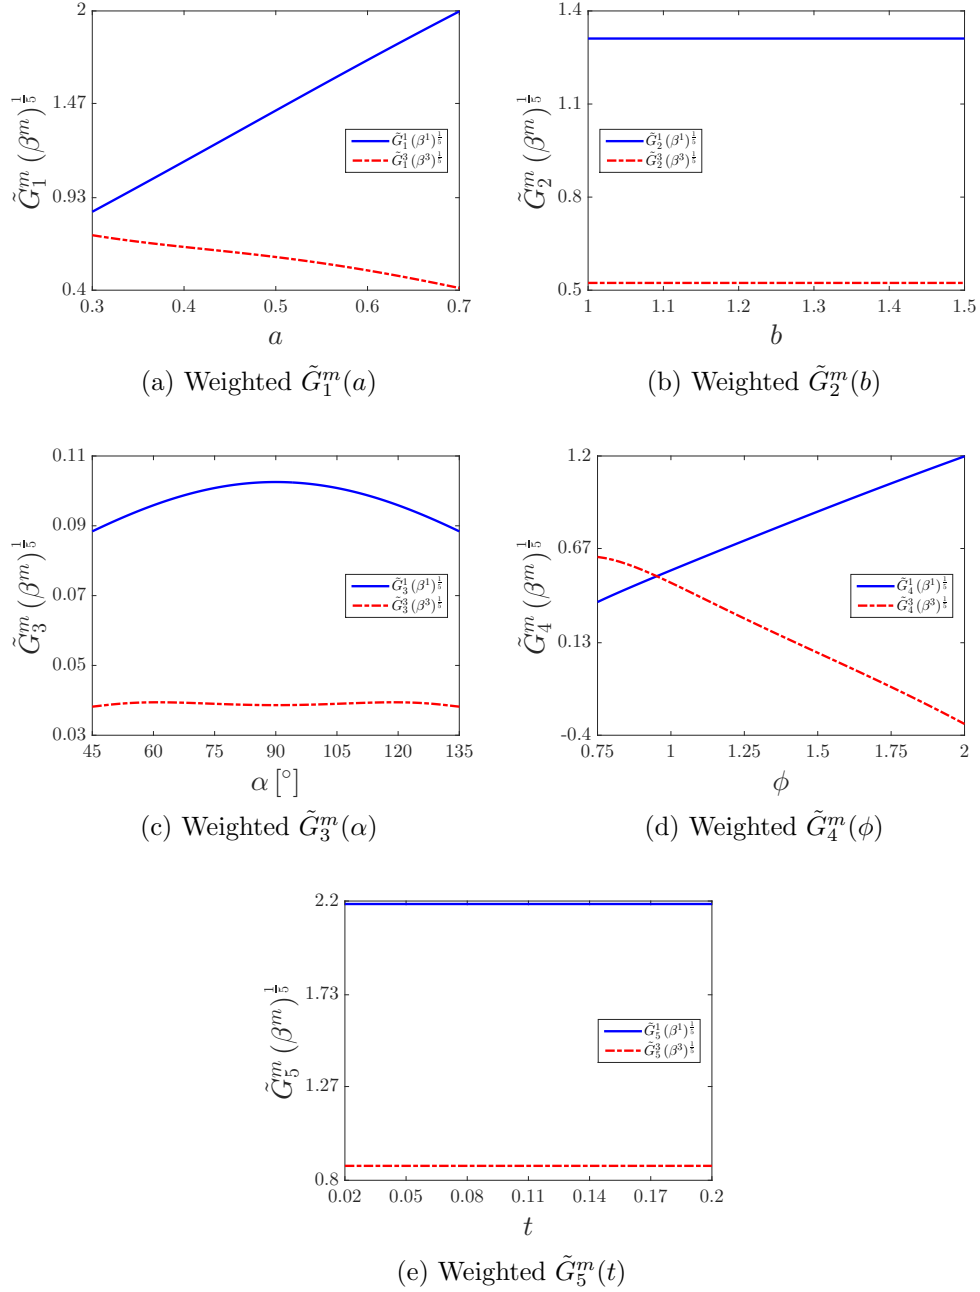 2
1.47
0.93
0.4
G̃₁ᵐ (βᵐ)^{1/5}
G̃₁¹(β¹)^{1/5}
G̃₁³(β³)^{1/5}
0.3 0.4 0.5 0.6 0.7
a
(a) Weighted G̃₁ᵐ(a)
1.4
1.1
0.8
0.5
G̃₂ᵐ (βᵐ)^{1/5}
G̃₂¹(β¹)^{1/5}
G̃₂³(β³)^{1/5}
1 1.1 1.2 1.3 1.4 1.5
b
(b) Weighted G̃₂ᵐ(b)
0.11
0.09
0.07
0.05
0.03
G̃₃ᵐ (βᵐ)^{1/5}
G̃₃¹(β¹)^{1/5}
G̃₃³(β³)^{1/5}
45 60 75 90 105 120 135
α [°]
(c) Weighted G̃₃ᵐ(α)
1.2
0.67
0.13
-0.4
G̃₄ᵐ (βᵐ)^{1/5}
G̃₄¹(β¹)^{1/5}
G̃₄³(β³)^{1/5}
0.75 1 1.25 1.5 1.75 2
ϕ
(d) Weighted G̃₄ᵐ(ϕ)
2.2
1.73
1.27
0.8
G̃₅ᵐ (βᵐ)^{1/5}
G̃₅¹(β¹)^{1/5}
G̃₅³(β³)^{1/5}
0.02 0.05 0.08 0.11 0.14 0.17 0.2
t
(e) Weighted G̃₅ᵐ(t)